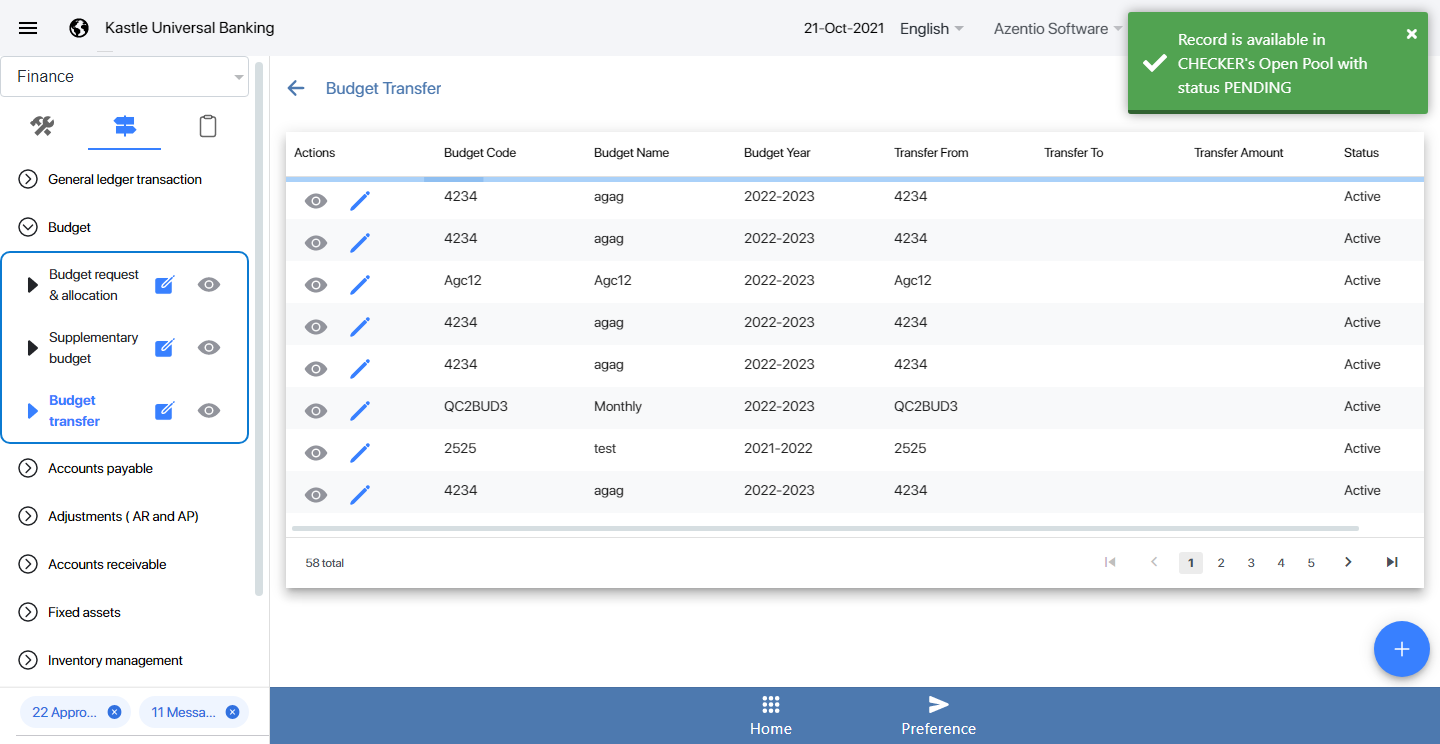 Kastle Universal Banking
21-Oct-2021
English
Azentio Software
Record is available in
CHECKER's Open Pool with
status PENDING
Finance
General ledger transaction
Budget
Budget request
& allocation
Supplementary
budget
Budget
transfer
Accounts payable
Adjustments ( AR and AP)
Accounts receivable
Fixed assets
Inventory management
22 Appro...
11 Messa...
Budget Transfer
Actions Budget Code Budget Name Budget Year Transfer From Transfer To Transfer Amount Status
4234 agag 2022-2023 4234 Active
4234 agag 2022-2023 4234 Active
Agc12 Agc12 2022-2023 Agc12 Active
4234 agag 2022-2023 4234 Active
4234 agag 2022-2023 4234 Active
QC2BUD3 Monthly 2022-2023 QC2BUD3 Active
2525 test 2021-2022 2525 Active
4234 agag 2022-2023 4234 Active
58 total
1 2 3 4 5
Home
Preference